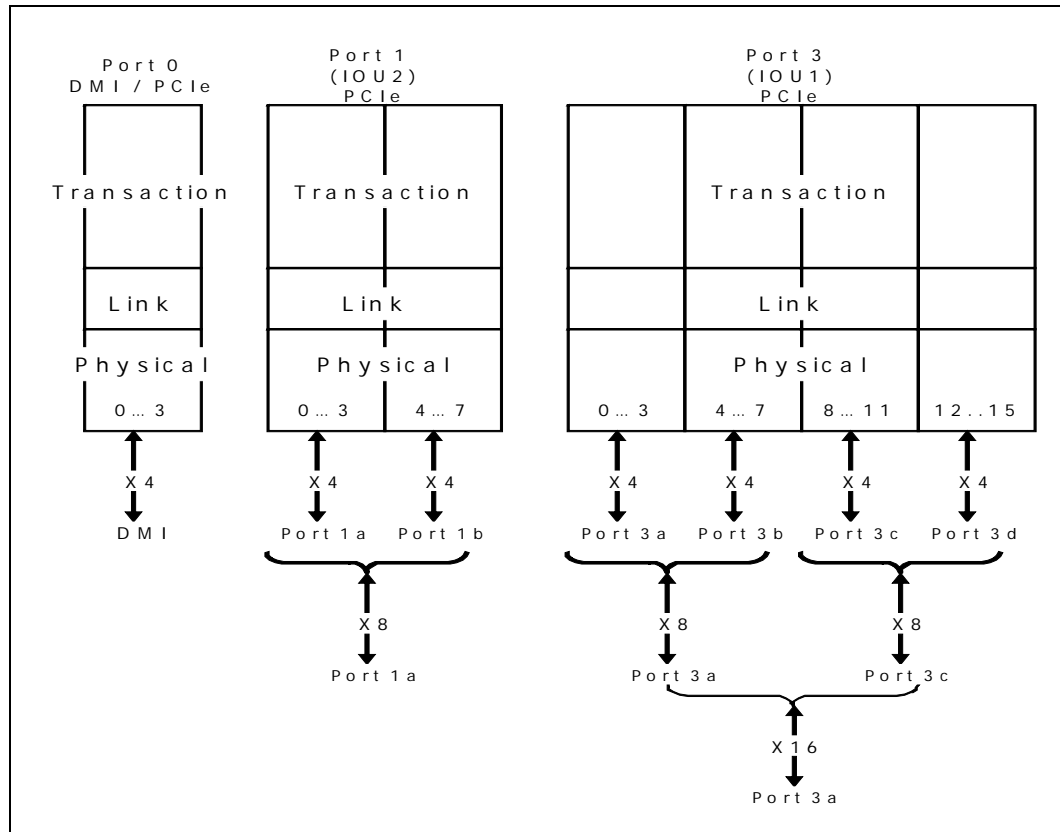 Port 0
DMI / PCIe
Port 1
(IOU2)
PCIe
Port 3
(IOU1)
PCIe
Transaction
Transaction
Transaction
Link
Link
Link
Physical
Physical
Physical
0...3
0...3
4...7
0...3
4...7
8...11
12..15
X4
X4
X4
X4
X4
X4
X4
DMI
Port 1a
Port 1b
Port 3a
Port 3b
Port 3c
Port 3d
X8
X8
X8
Port 1a
Port 3a
Port 3c
X16
Port 3a